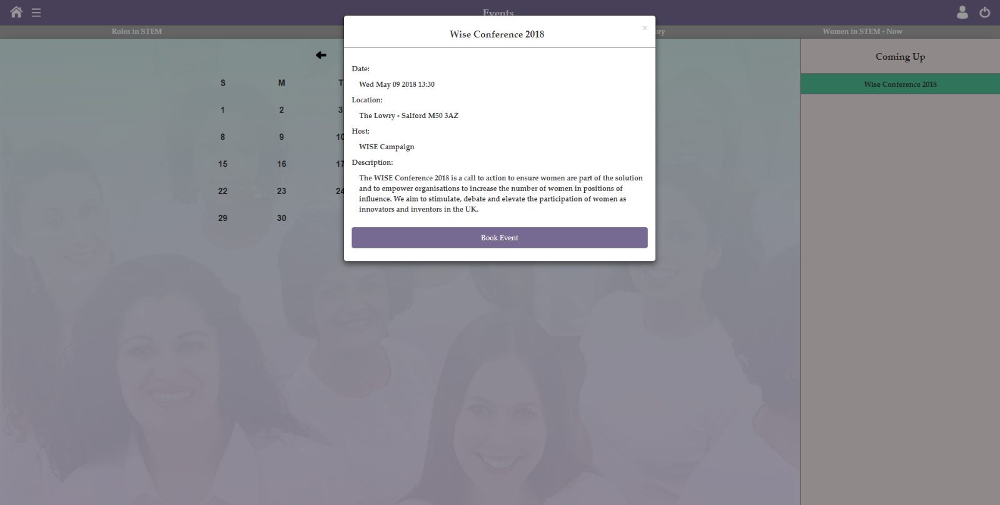 Events
Roles in STEM
ory
Women in STEM - Now
×
Wise Conference 2018
Coming Up
Wise Conference 2018
S M T
1 2 3
8 9 10
15 16 17
22 23 24
29 30
Date:
Wed May 09 2018 13:30
Location:
The Lowry - Salford M50 3AZ
Host:
WISE Campaign
Description:
The WISE Conference 2018 is a call to action to ensure women are part of the solution
and to empower organisations to increase the number of women in positions of
influence. We aim to stimulate, debate and elevate the participation of women as
innovators and inventors in the UK.
Book Event